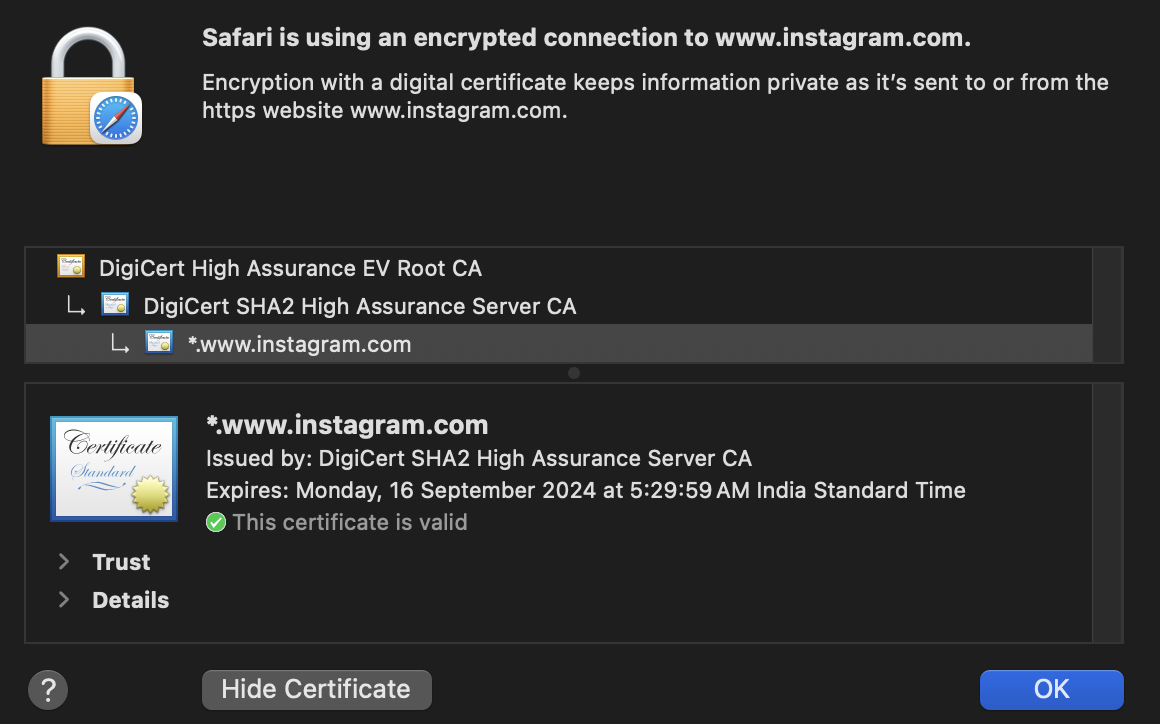 Safari is using an encrypted connection to www.instagram.com.
Encryption with a digital certificate keeps information private as it’s sent to or from the
https website www.instagram.com.
DigiCert High Assurance EV Root CA
DigiCert SHA2 High Assurance Server CA
*.www.instagram.com
Certificate
Standard
*.www.instagram.com
Issued by: DigiCert SHA2 High Assurance Server CA
Expires: Monday, 16 September 2024 at 5:29:59 AM India Standard Time
This certificate is valid
Trust
Details
?
Hide Certificate
OK